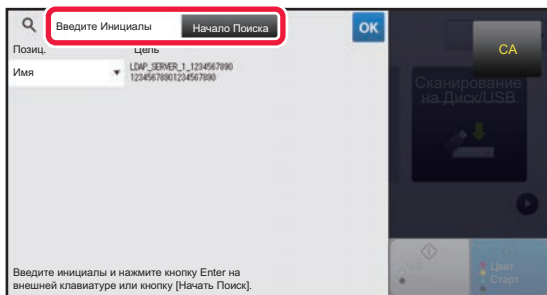 Введите Инициалы
Начало Поиска
OK
CA
Позиц.
Цель
Имя
LDAP_SERVER_1_1234567890
12345678901234567890
Сканирование
на Диск/USB
Ч/Б
Цвет
Старт
Введите инициалы и нажмите кнопку Enter на
внешней клавиатуре или кнопку [Начать Поиск].